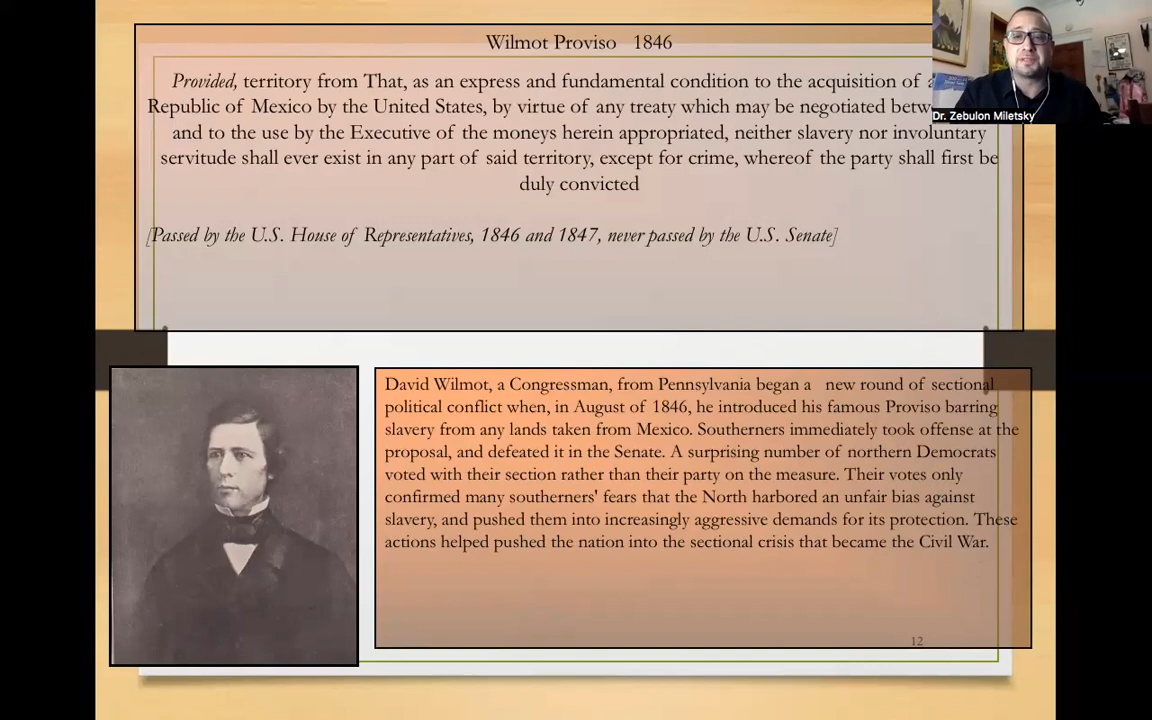 Wilmot Proviso 1846
Provided, territory from That, as an express and fundamental condition to the acquisition of
Republic of Mexico by the United States, by virtue of any treaty which may be negotiated
and to the use by the Executive of the moneys herein appropriated, neither slavery nor involuntary
servitude shall ever exist in any part of said territory, except for crime, whereof the party shall first be
duly convicted
[Passed by the U.S. House of Representatives, 1846 and 1847, never passed by the U.S. Senate]
Dr. Zebulon Miletsky
David Wilmot, a Congressman, from Pennsylvania began a new round of sectional
political conflict when, in August of 1846, he introduced his famous Proviso barring
slavery from any lands taken from Mexico. Southerners immediately took offense at the
proposal, and defeated it in the Senate. A surprising number of northern Democrats
voted with their section rather than their party on the measure. Their votes only
confirmed many southerners' fears that the North harbored an unfair bias against
slavery, and pushed them into increasingly aggressive demands for its protection. These
actions helped pushed the nation into the sectional crisis that became the Civil War.
12